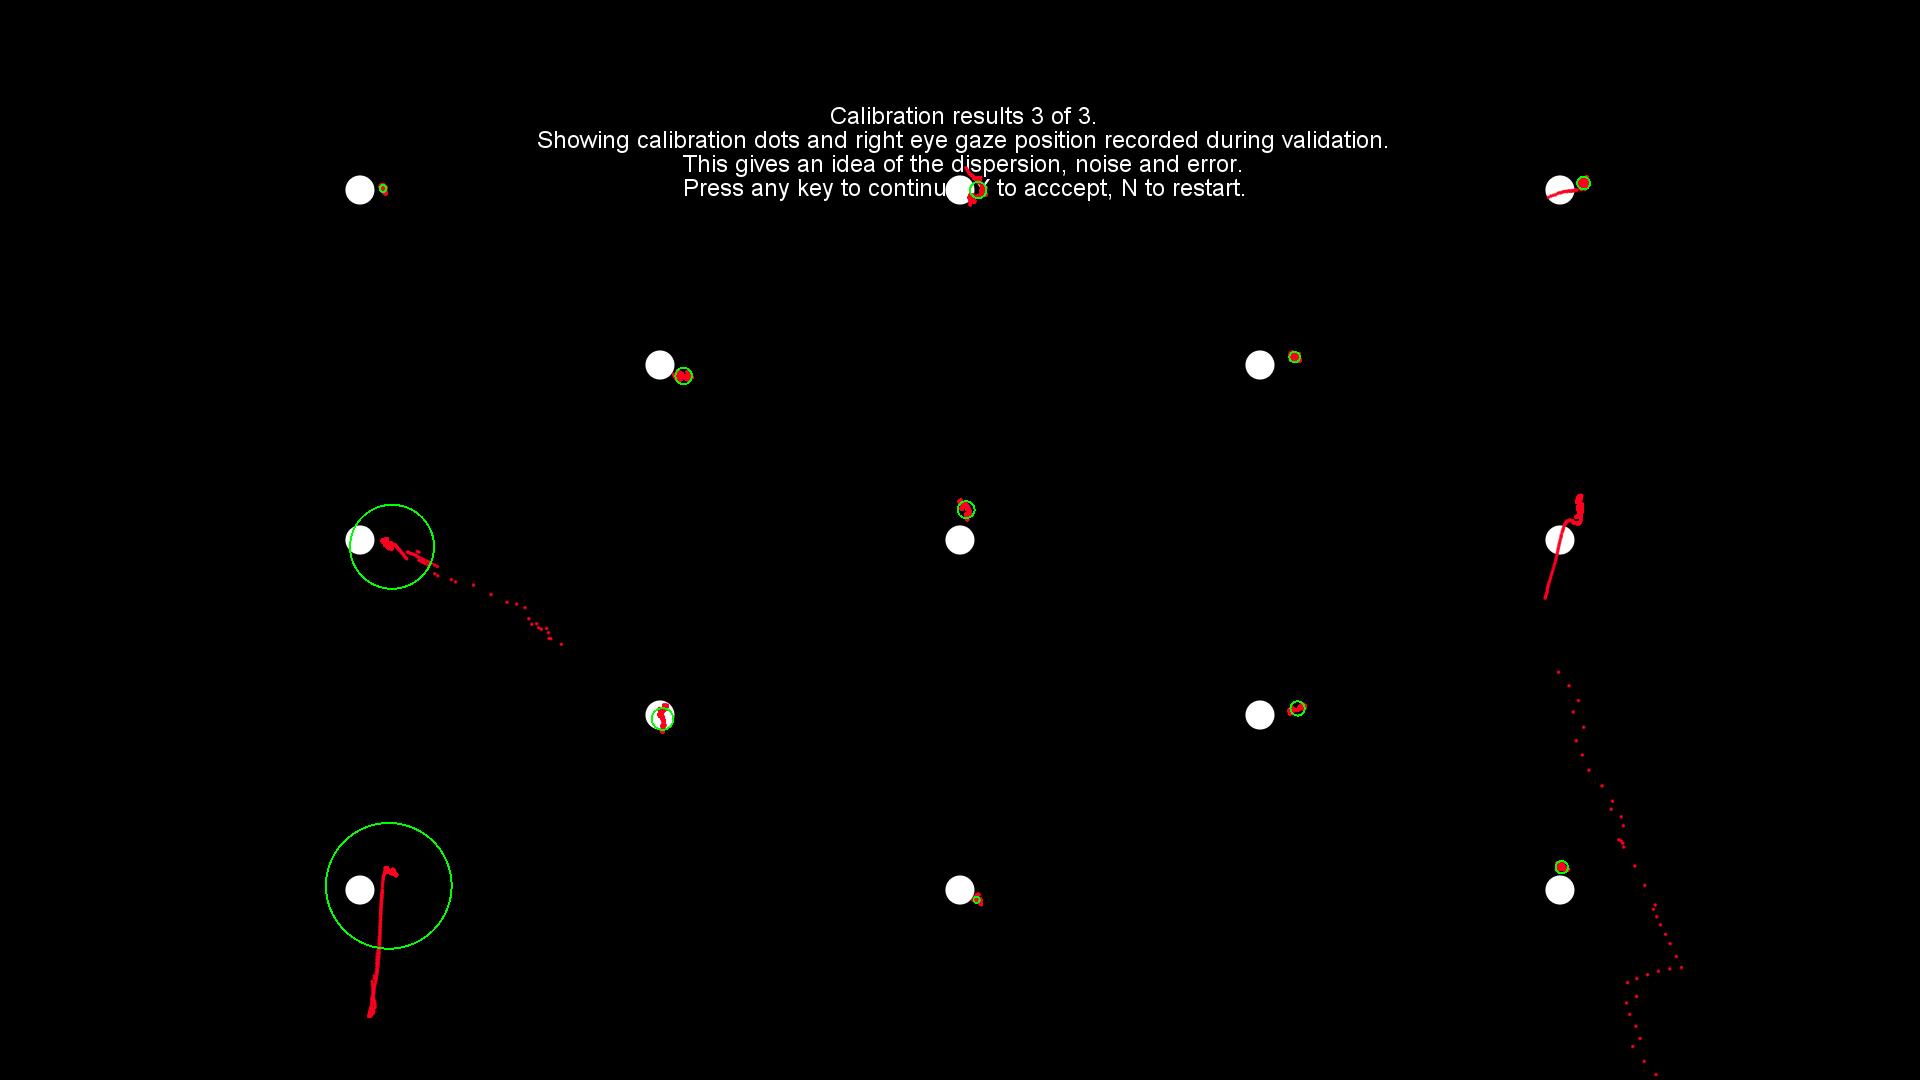 Calibration results 3 of 3.
Showing calibration dots and right eye gaze position recorded during validation.
This gives an idea of the dispersion, noise and error.
Press any key to continu Y to acccept, N to restart.